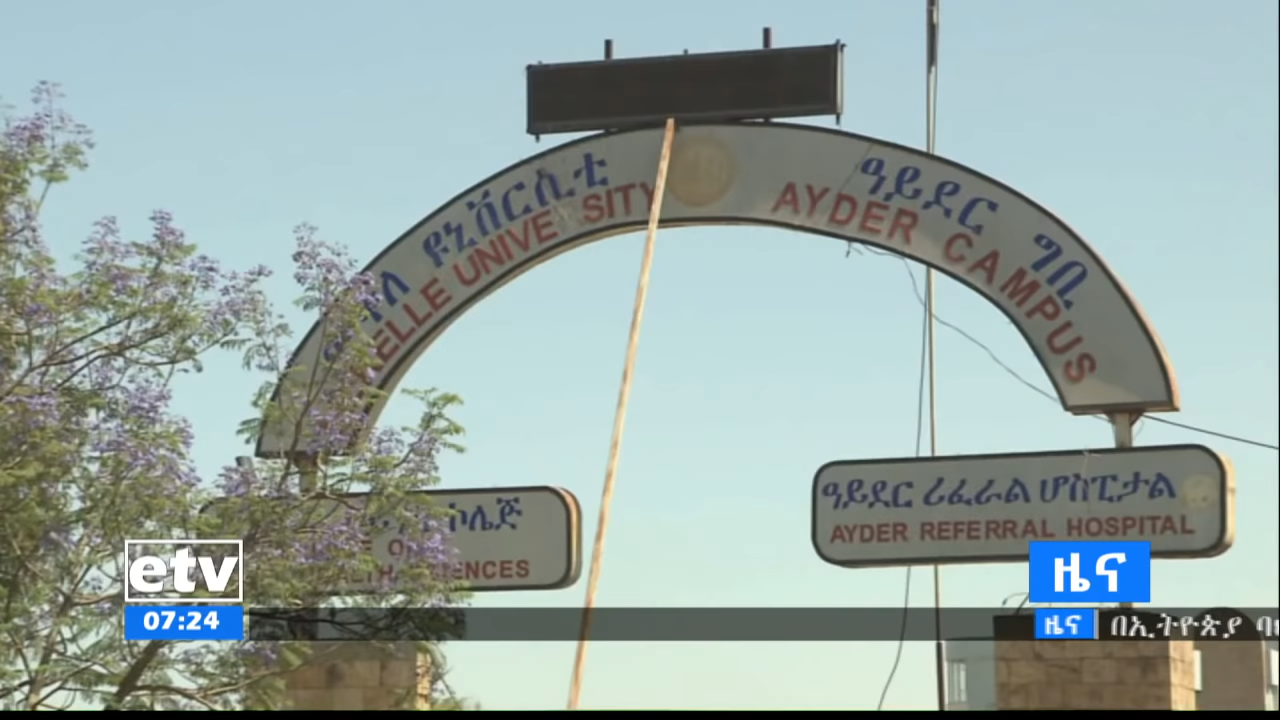 ዩኒቨርሲቲ
ELLE UNIVE SITY
ዓይደር ግቢ
AYDER CAMPUS
ኮሌጅ
ዓይደር ሪፈራል ሆስፒታል
AYDER REFERRAL HOSPITAL
etv
07:24
ዜና
ዜና
በኢትዮጵያ